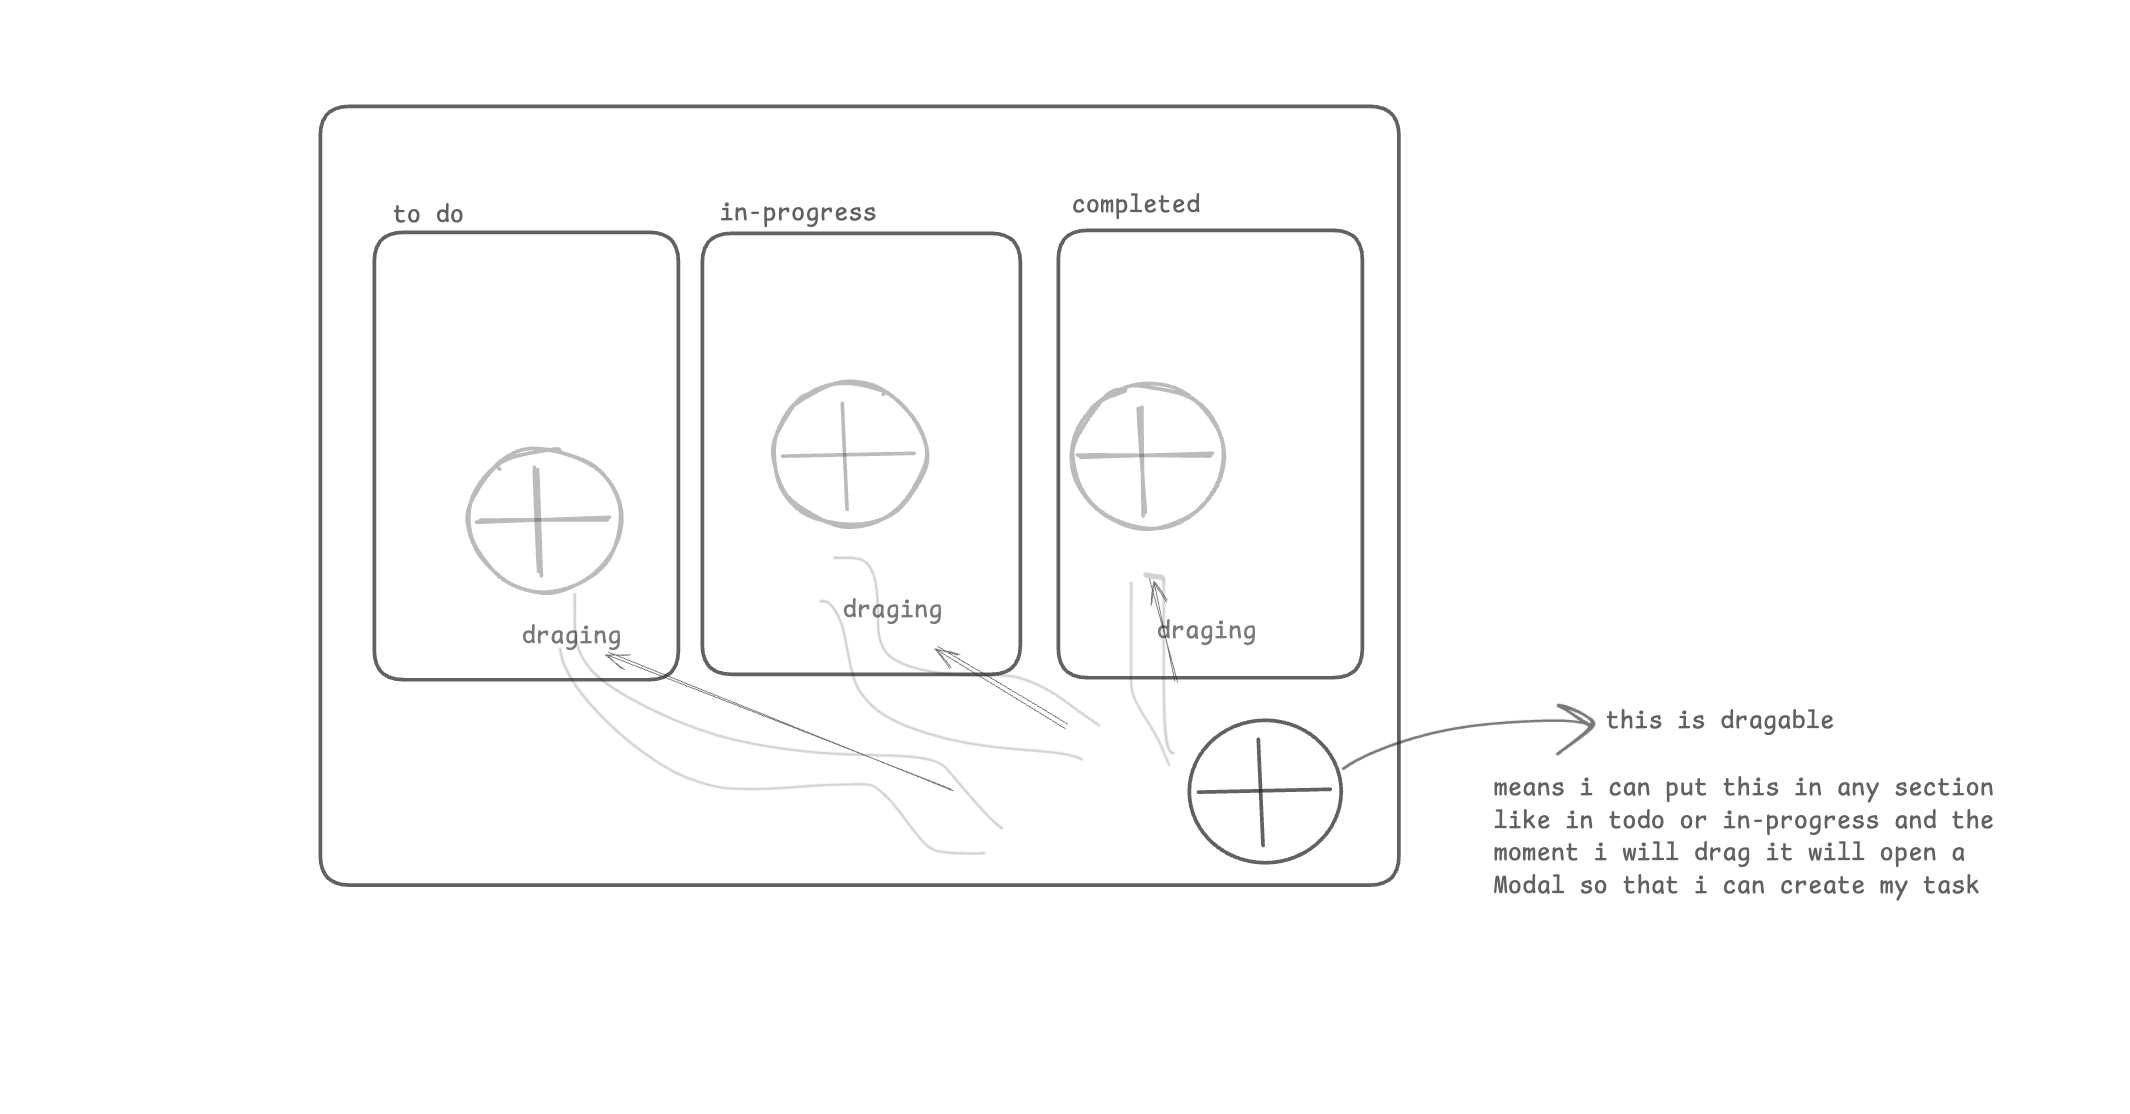 to do
in-progress
completed
draging
draging
draging
this is dragable
means i can put this in any section
like in todo or in-progress and the
moment i will drag it will open a
Modal so that i can create my task